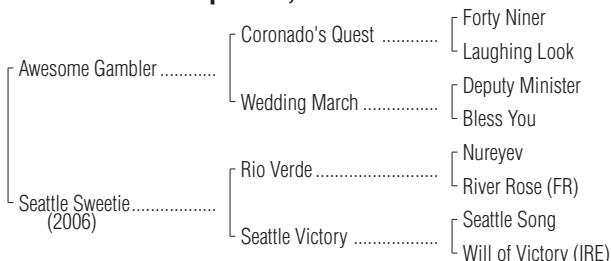 Forty Niner
Coronado's Quest ............
Laughing Look
Awesome Gambler ............
Deputy Minister
Wedding March ................
Bless You
Nureyev
Rio Verde ..........................
River Rose (FR)
Seattle Sweetie..................
(2006)
Seattle Song
Seattle Victory ..................
Will of Victory (IRE)